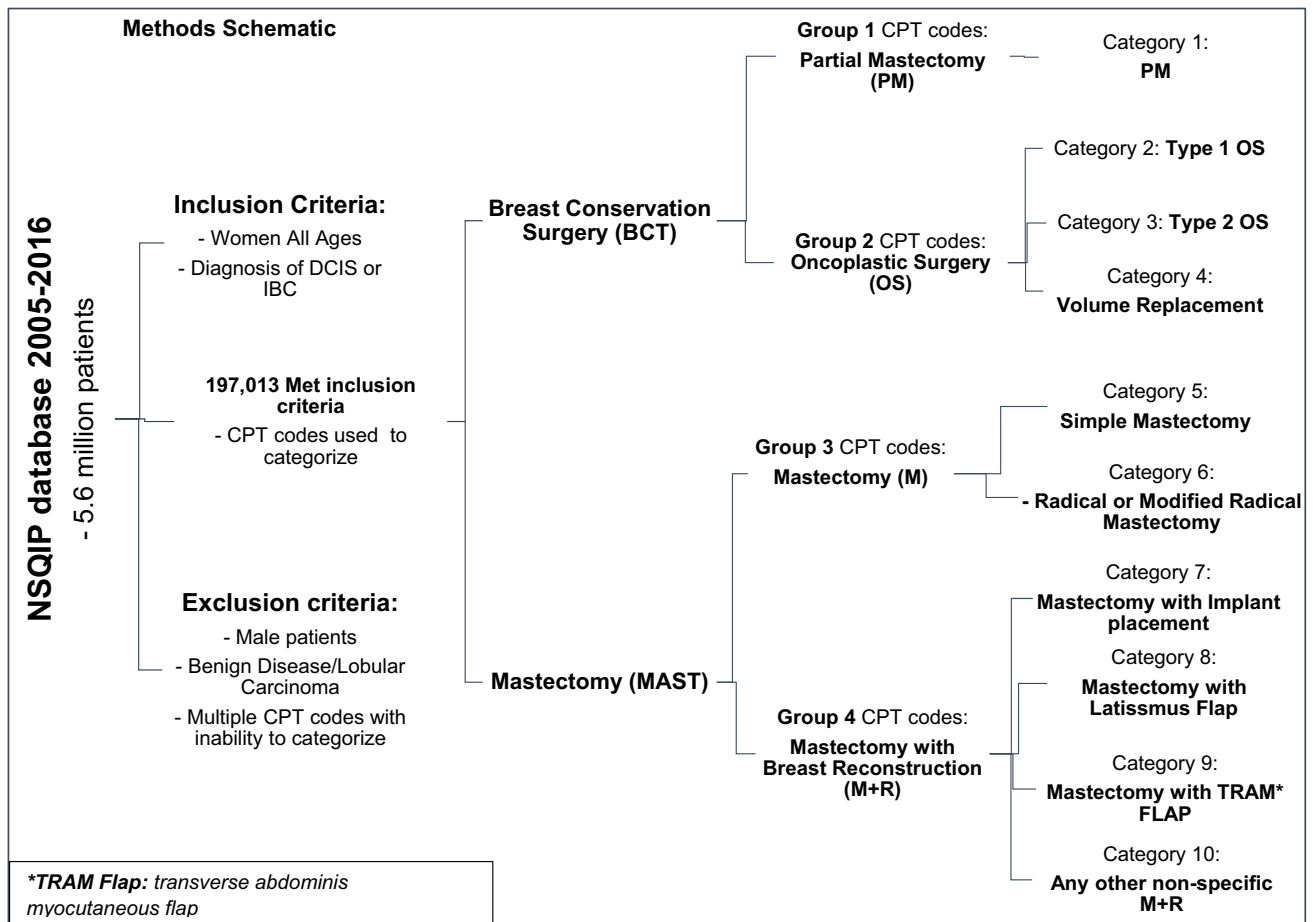 Methods Schematic
NSQIP database 2005-2016
- 5.6 million patients
Inclusion Criteria:
- Women All Ages
- Diagnosis of DCIS or
IBC
197,013 Met inclusion
criteria
- CPT codes used to
categorize
Exclusion criteria:
- Male patients
- Benign Disease/Lobular
Carcinoma
- Multiple CPT codes with
inability to categorize
Breast Conservation
Surgery (BCT)
Mastectomy (MAST)
Group 1 CPT codes:
Partial Mastectomy
(PM)
Group 2 CPT codes:
Oncoplastic Surgery
(OS)
Group 3 CPT codes:
Mastectomy (M)
Group 4 CPT codes:
Mastectomy with
Breast Reconstruction
(M+R)
Category 1:
PM
Category 2: Type 1 OS
Category 3: Type 2 OS
Category 4:
Volume Replacement
Category 5:
Simple Mastectomy
Category 6:
- Radical or Modified Radical
Mastectomy
Category 7:
Mastectomy with Implant
placement
Category 8:
Mastectomy with
Latissmus Flap
Category 9:
Mastectomy with TRAM*
FLAP
Category 10:
Any other non-specific
M+R
*TRAM Flap: transverse abdominis
myocutaneous flap